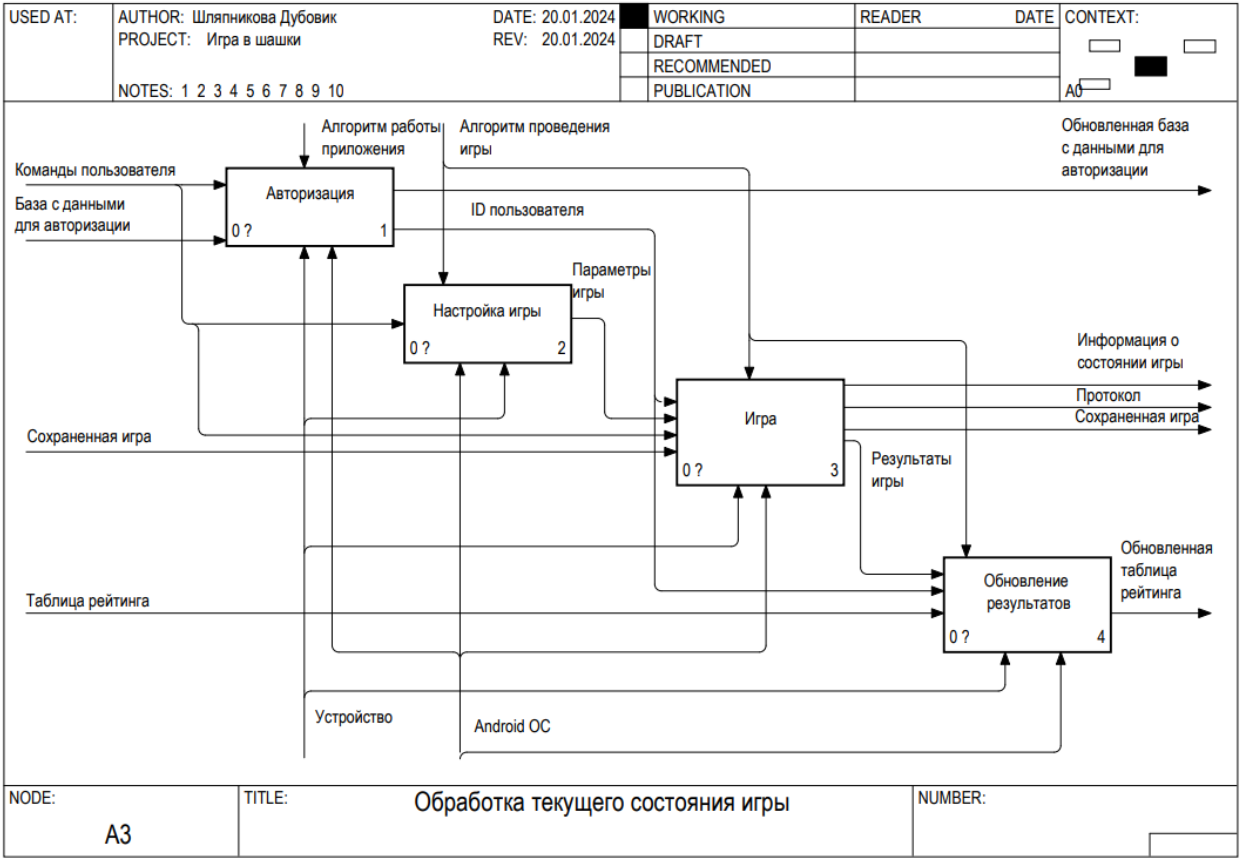 USED AT:
AUTHOR: Шляпникова Дубовик
DATE: 20.01.2024
WORKING
READER
DATE
CONTEXT:
PROJECT: Игра в шашки
REV: 20.01.2024
DRAFT
RECOMMENDED
NOTES: 1 2 3 4 5 6 7 8 9 10
PUBLICATION
A0
Алгоритм работы
приложения
Алгоритм проведения
игры
Обновленная база
с данными для
авторизации
Команды пользователя
База с данными
для авторизации
Авторизация
0 ?
1
ID пользователя
Параметры
игры
Настройка игры
0 ?
2
Информация о
состоянии игры
Протокол
Сохраненная игра
Сохраненная игра
Игра
0 ?
3
Результаты
игры
Обновленная
таблица
рейтинга
Таблица рейтинга
Обновление
результатов
0 ?
4
Устройство
Android ОС
NODE:
A3
TITLE:
Обработка текущего состояния игры
NUMBER: